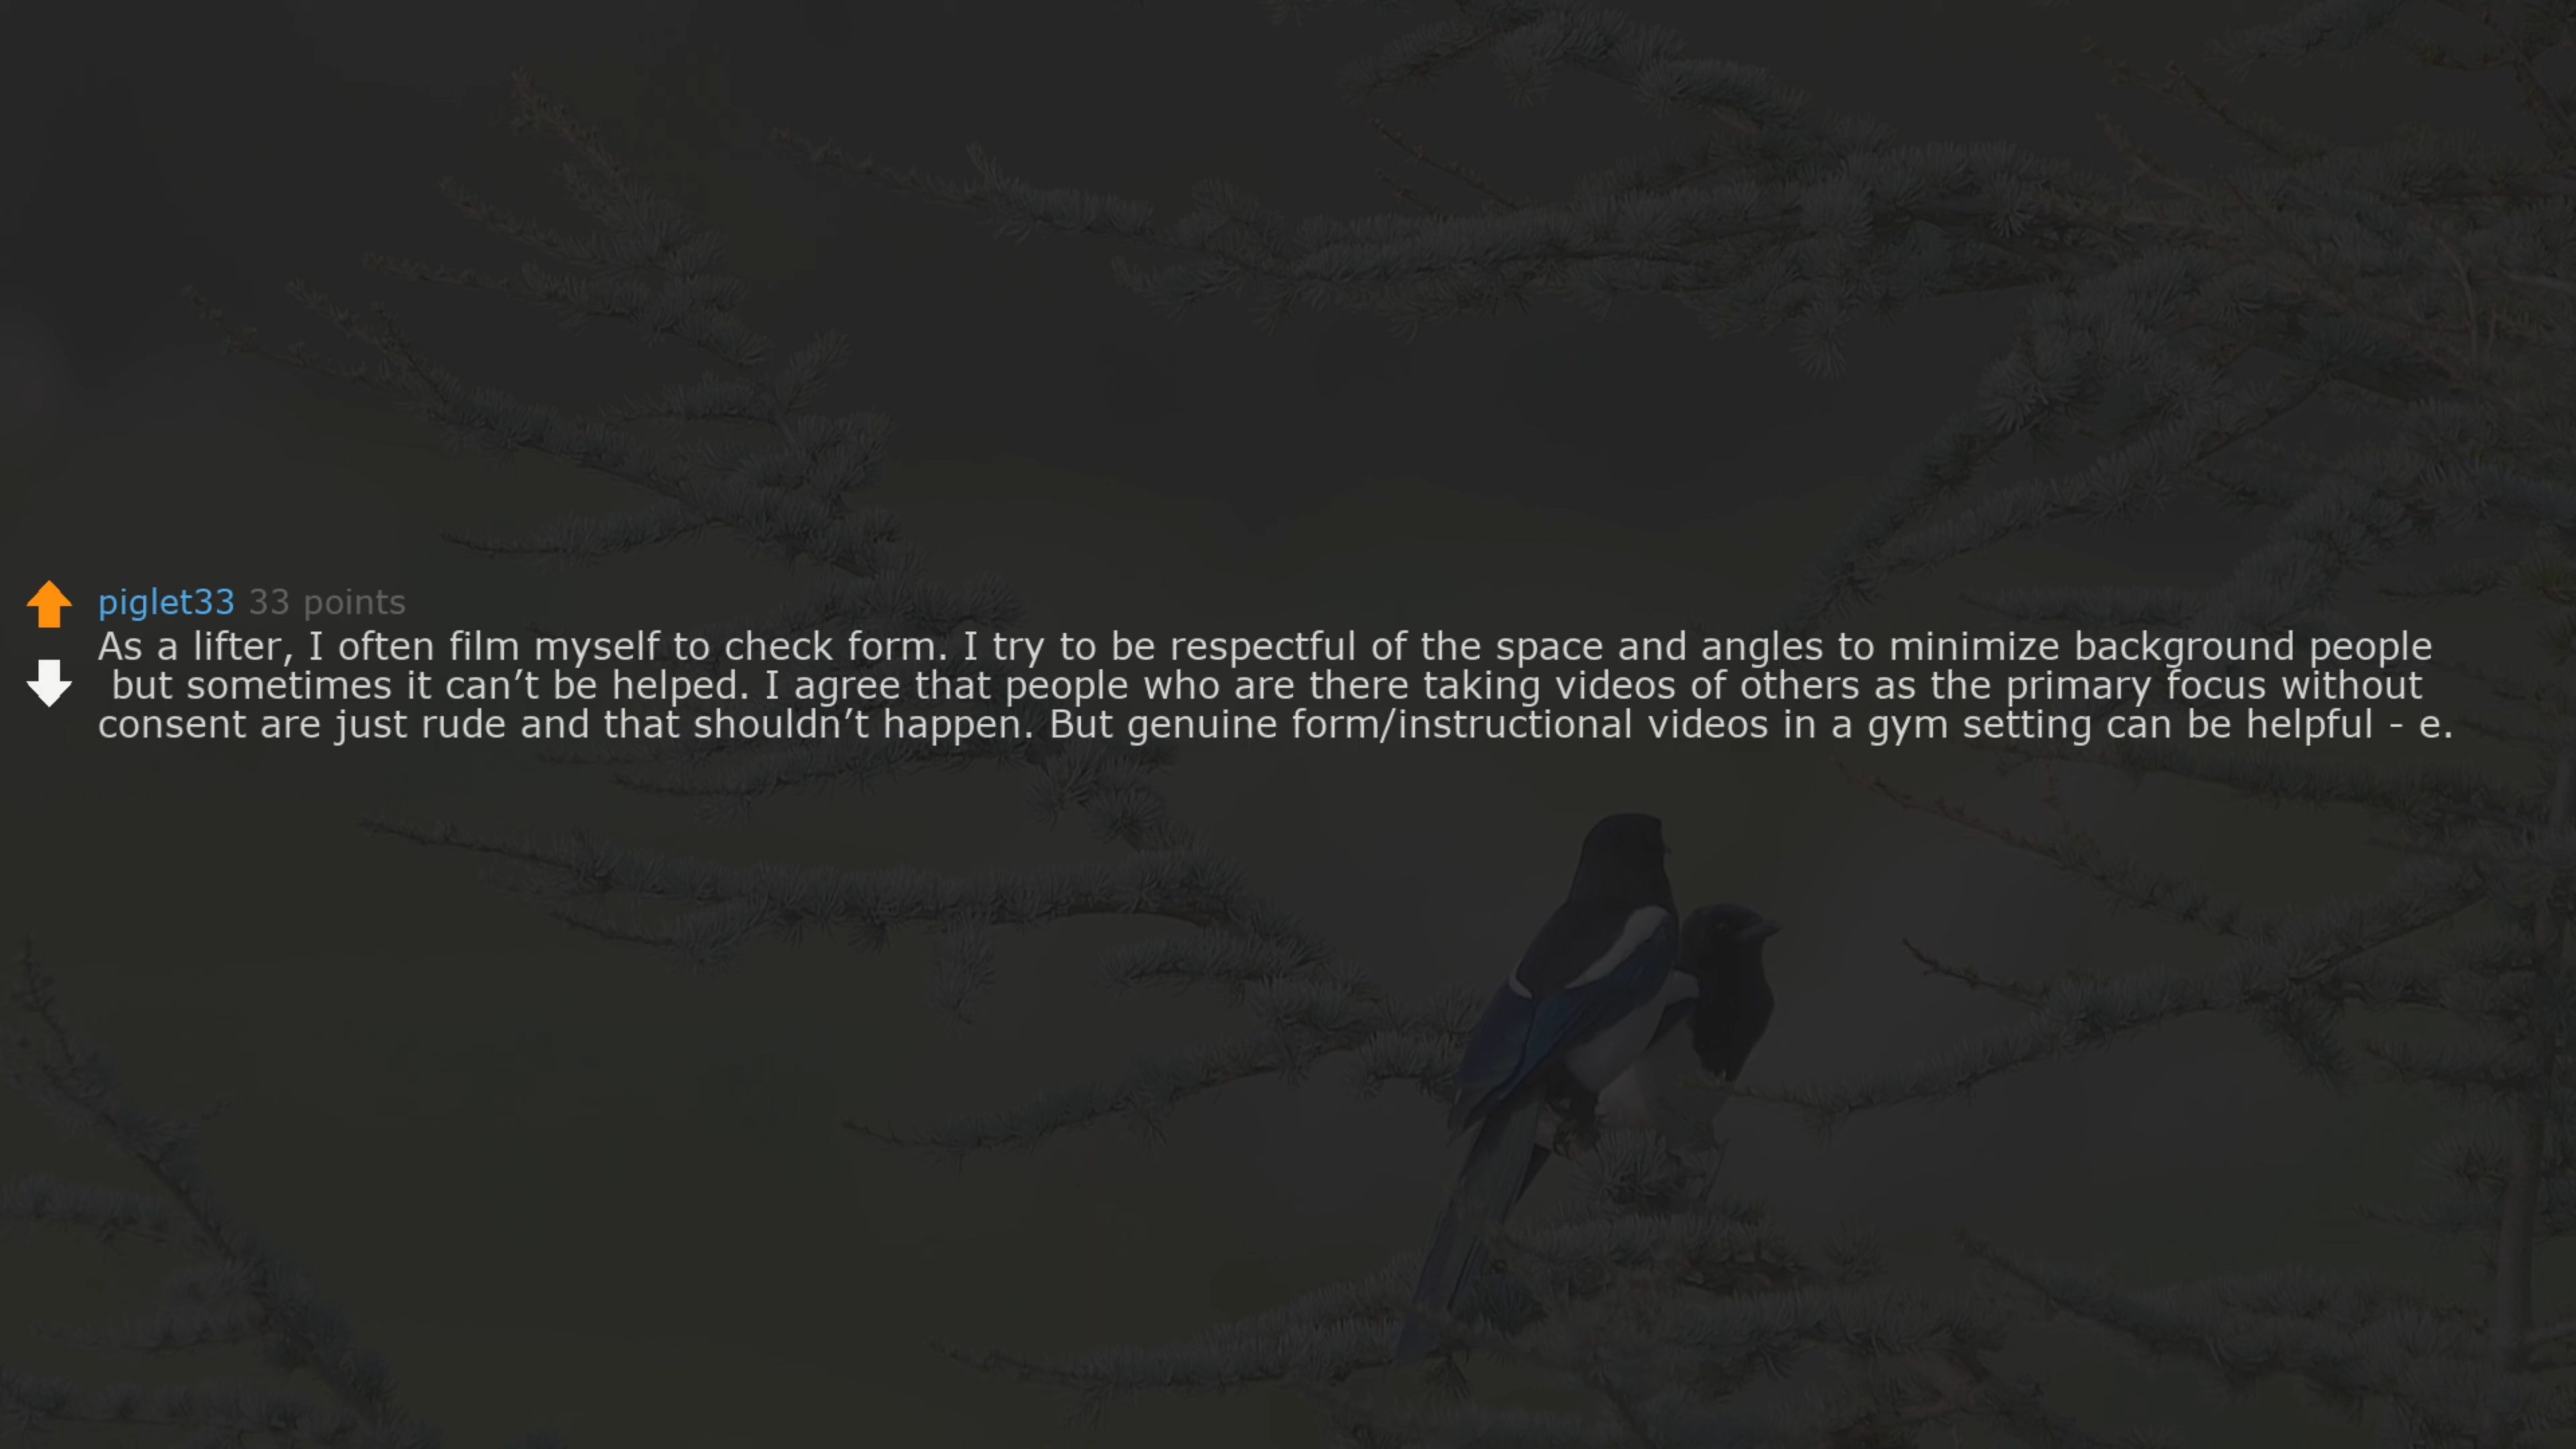 piglet33 33 points
As a lifter, I often film myself to check form. I try to be respectful of the space and angles to minimize background people
but sometimes it can’t be helped. I agree that people who are there taking videos of others as the primary focus without
consent are just rude and that shouldn’t happen. But genuine form/instructional videos in a gym setting can be helpful - e.